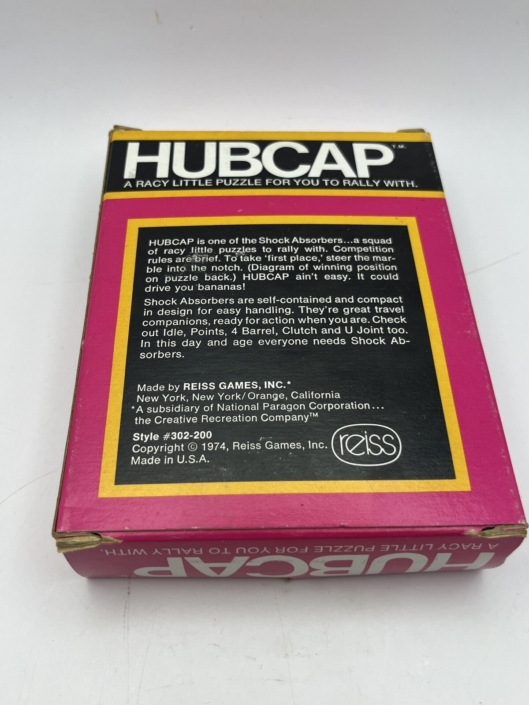 HUBCAP™
A RACY LITTLE PUZZLE FOR YOU TO RALLY WITH.
HUBCAP is one of the Shock Absorbers...a squad
of racy little puzzles to rally with. Competition
rules are brief. To take 'first place,' steer the mar-
ble into the notch. (Diagram of winning position
on puzzle back.) HUBCAP ain't easy. It could
drive you bananas!
Shock Absorbers are self-contained and compact
in design for easy handling. They're great travel
companions, ready for action when you are. Check
out Idle, Points, 4 Barrel, Clutch and U Joint too.
In this day and age everyone needs Shock Ab-
sorbers.
Made by REISS GAMES, INC.*
New York, New York/Orange, California
*A subsidiary of National Paragon Corporation...
the Creative Recreation Company™
Style #302-200
Copyright © 1974, Reiss Games, Inc.
Made in U.S.A.
reiss
HUBCAP
A RACY LITTLE PUZZLE FOR YOU TO RALLY WITH.